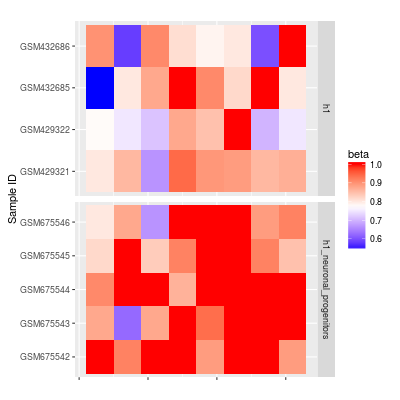 GSM432686
GSM432685
GSM429322
GSM429321
h1
GSM675546
GSM675545
GSM675544
GSM675543
GSM675542
h1_neuronal_progenitors
Sample ID
beta
1.0
0.9
0.8
0.7
0.6